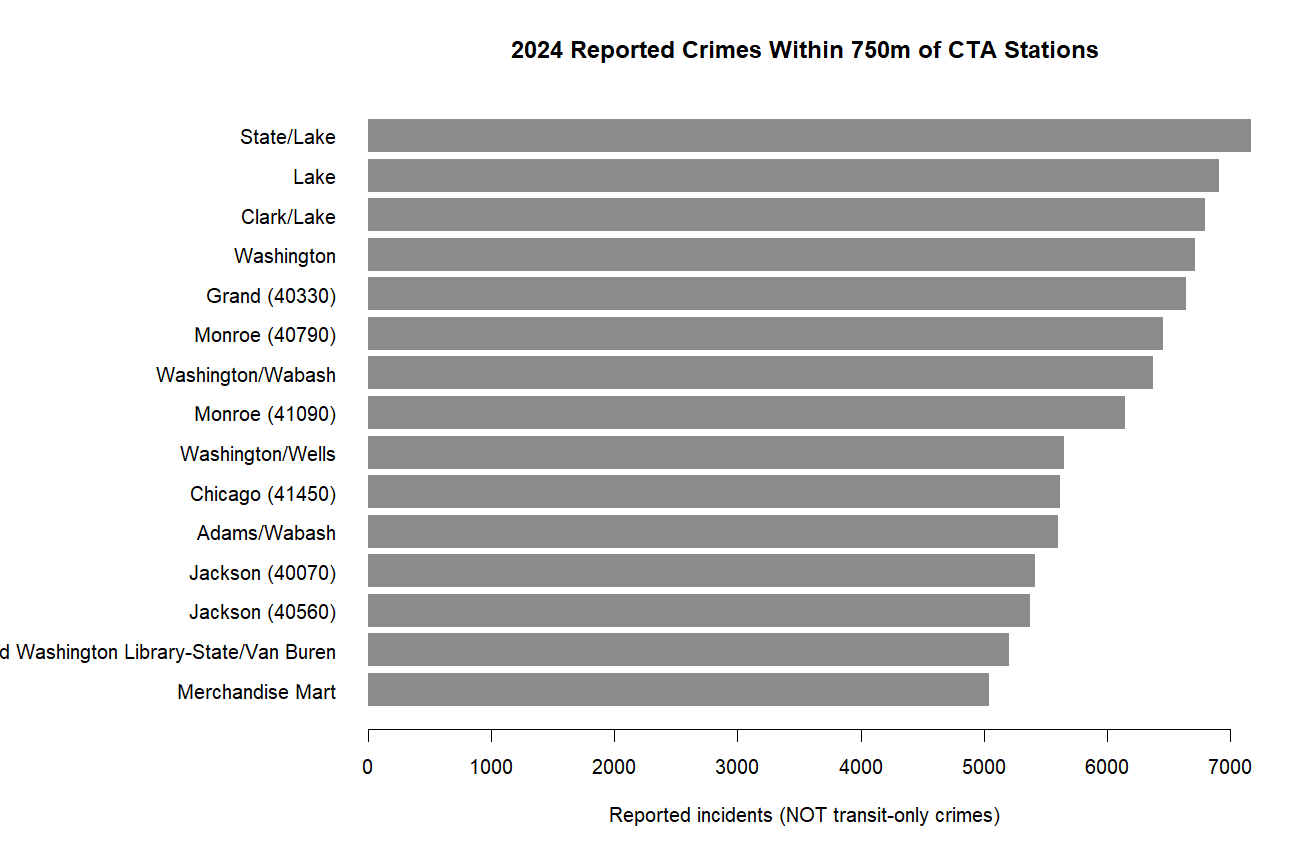 2024 Reported Crimes Within 750m of CTA Stations
State/Lake
Lake
Clark/Lake
Washington
Grand (40330)
Monroe (40790)
Washington/Wabash
Monroe (41090)
Washington/Wells
Chicago (41450)
Adams/Wabash
Jackson (40070)
Jackson (40560)
d Washington Library-State/Van Buren
Merchandise Mart
0 1000 2000 3000 4000 5000 6000 7000
Reported incidents (NOT transit-only crimes)